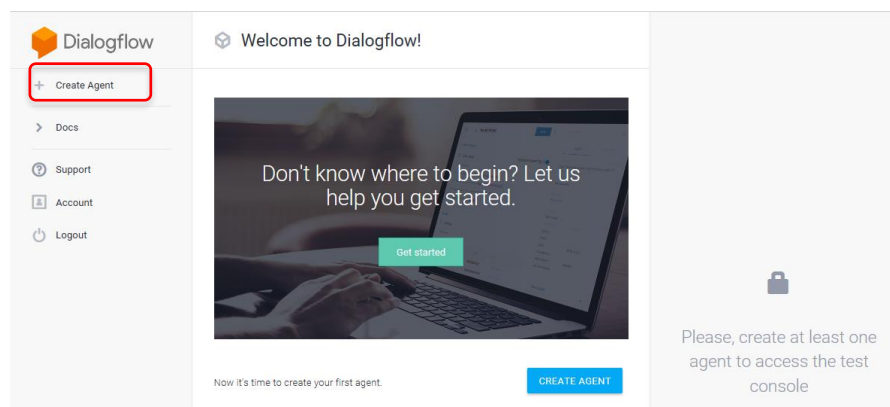 Dialogflow
Create Agent
Docs
Support
Account
Logout
Welcome to Dialogflow!
Don't know where to begin? Let us
help you get started.
Get started
Now it's time to create your first agent.
CREATE AGENT
Please, create at least one
agent to access the test
console